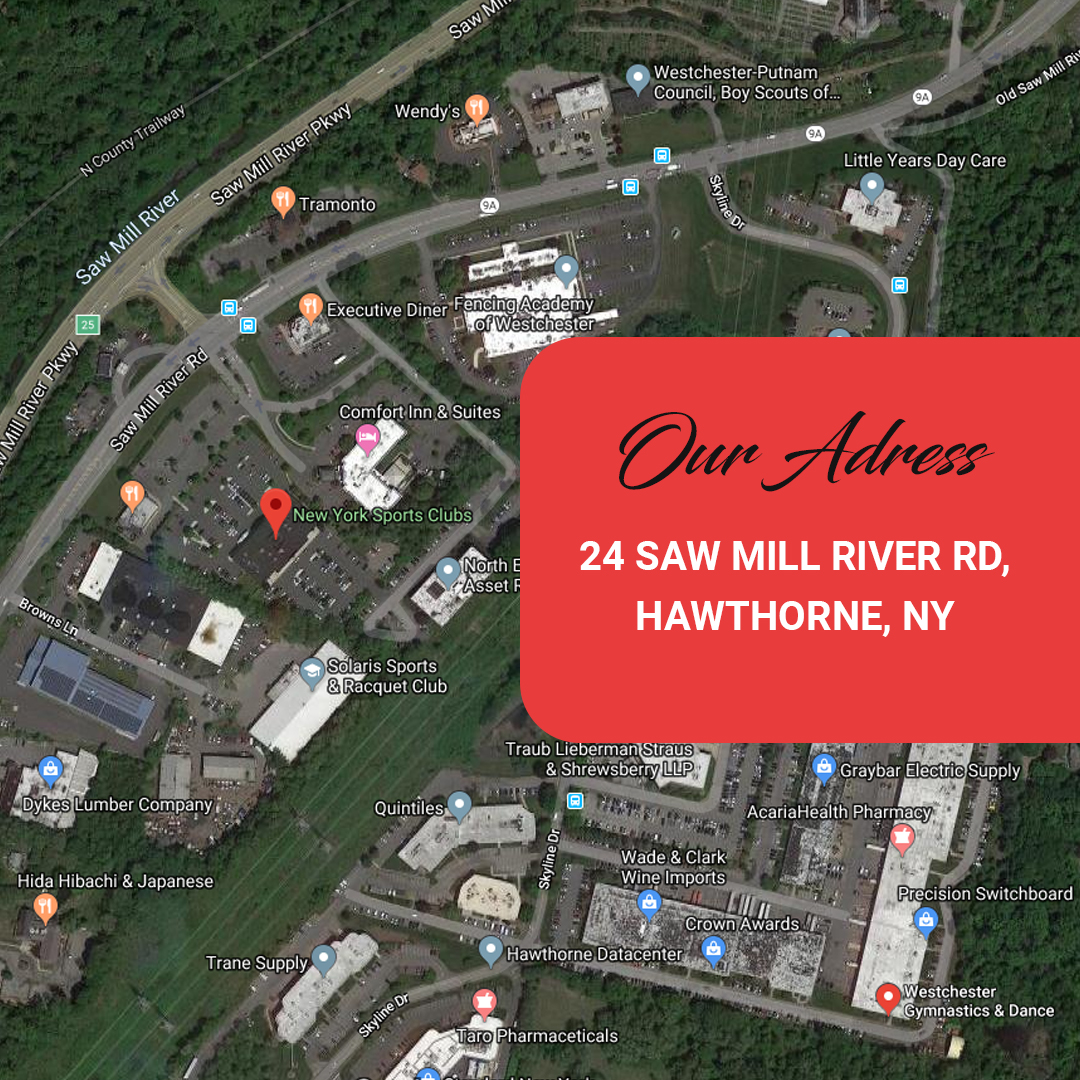 Saw Mi
Westchester-Putnam
Council, Boy Scouts of...
Wendy's
9A
Old Saw Mill Riv
9A
N County Trailway
Saw Mill River Pkwy
Little Years Day Care
Saw Mill River
Tramonto
9A
Skyline Dr
25
Executive Diner
Fencing Academy
of Westchester
Mill River Pkwy
Saw Mill River Rd
Comfort Inn & Suites
Our Adress
24 SAW MILL RIVER RD,
HAWTHORNE, NY
New York Sports Clubs
North E
Asset R
Browns Ln
Solaris Sports
& Racquet Club
Traub Lieberman Straus
& Shrewsberry LLP
Graybar Electric Supply
Dykes Lumber Company
Quintiles
AcariaHealth Pharmacy
Skyline Dr
Wade & Clark
Wine Imports
Hida Hibachi & Japanese
Precision Switchboard
Crown Awards
Trane Supply
Hawthorne Datacenter
Skyline Dr
Westchester
Gymnastics & Dance
Taro Pharmaceticals